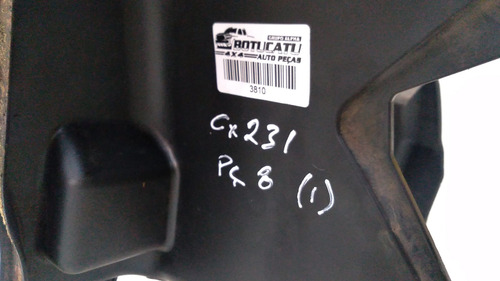 GRUPO ALPHA
BOTUCATU
4X4 AUTO PEÇAS
3810
Cx 231
Pç 8 (1)